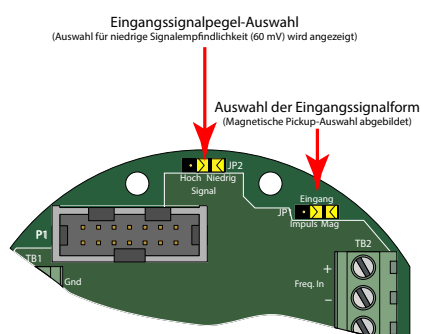 Eingangssignalpegel-Auswahl
(Auswahl für niedrige Signalempfindlichkeit (60 mV) wird angezeigt)
Auswahl der Eingangssignalform
(Magnetische Pickup-Auswahl abgebildet)
JP2
Hoch Niedrig
Signal
Eingang
JP1
Impuls Mag
P1
TB1
Gnd
TB2
+
Freq. In
–